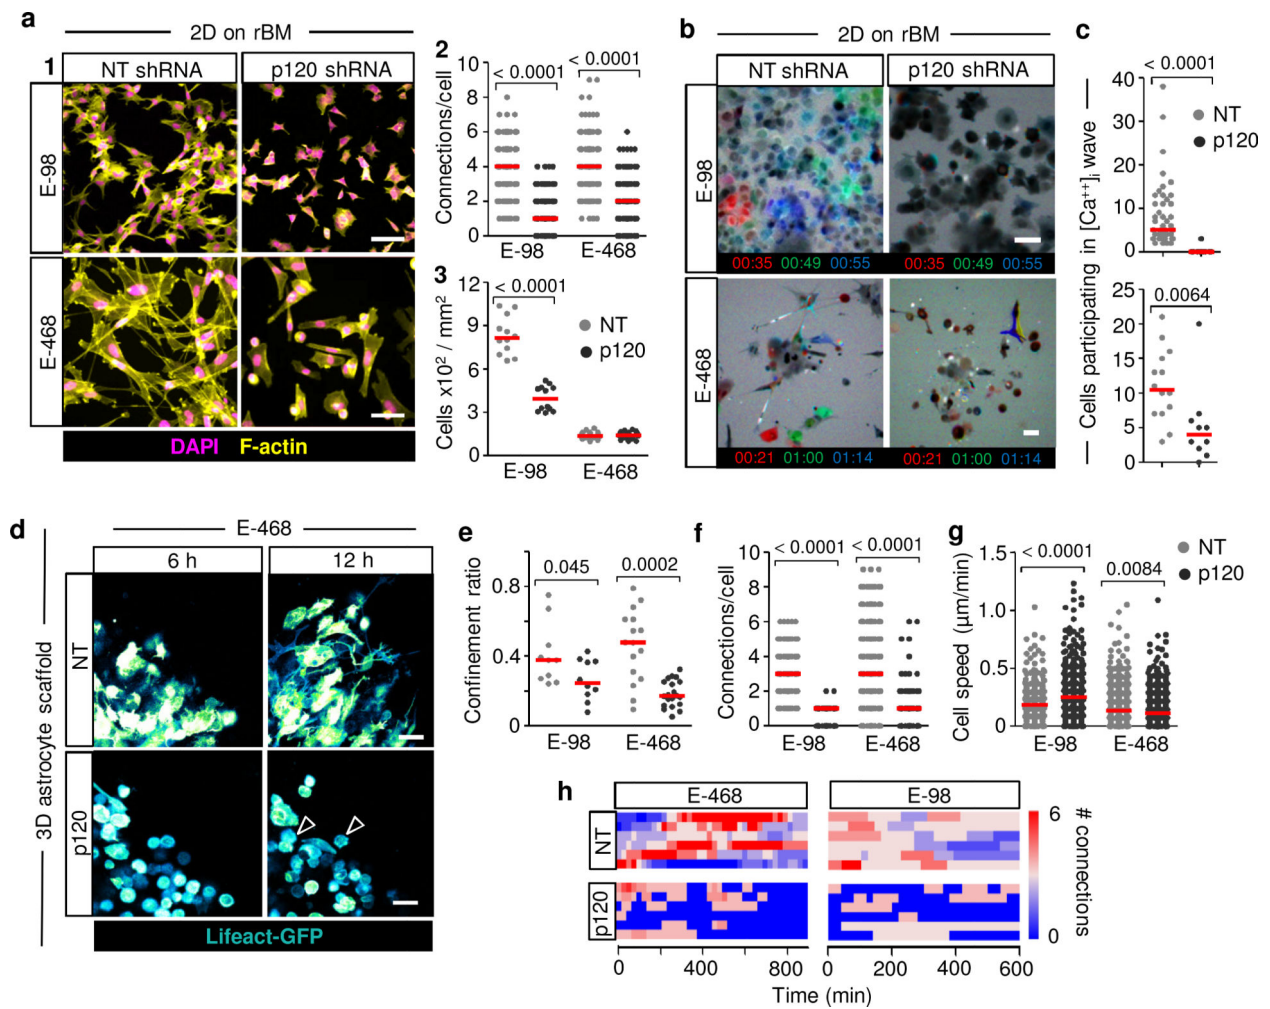 a
2D on rBM
1
NT shRNA
p120 shRNA
E-98
E-468
DAPI F-actin
2
Connections/cell
10
8
6
4
2
0
< 0.0001
< 0.0001
E-98
E-468
3
Cells x10² / mm²
12
9
6
3
0
< 0.0001
NT
p120
E-98
E-468
b
2D on rBM
NT shRNA
p120 shRNA
E-98
00:35 00:49 00:55
00:35 00:49 00:55
E-468
00:21 01:00 01:14
00:21 01:00 01:14
c
Cells participating in [Ca⁺⁺]ᵢ wave
< 0.0001
40
30
20
10
0
NT
p120
25
20
15
10
5
0
0.0064
d
E-468
6 h
12 h
3D astrocyte scaffold
NT
p120
Lifeact-GFP
e
Confinement ratio
0.8
0.4
0
0.045
0.0002
E-98
E-468
f
Connections/cell
10
8
6
4
2
0
< 0.0001
< 0.0001
E-98
E-468
g
Cell speed (µm/min)
1.5
1.0
0.5
0
< 0.0001
0.0084
NT
p120
E-98
E-468
h
E-468
E-98
NT
p120
6
0
# connections
0
400
800
0
200
400
600
Time (min)